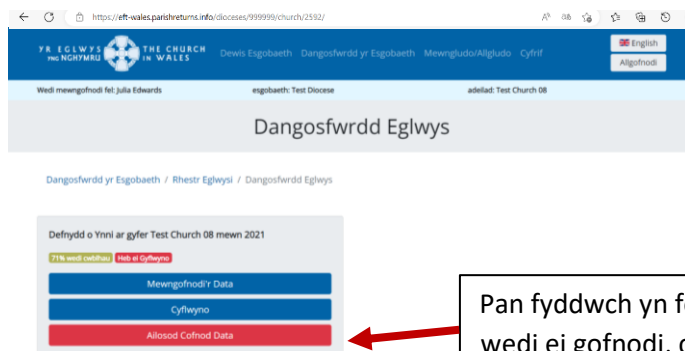 https://eft-wales.parishreturns.info/dioceses/999999/church/2592/
YR EGLWYS YNG NGHYMRU THE CHURCH IN WALES
Dewis Esgobaeth Dangosfwrdd yr Esgobaeth Mewngludo/Allgludo Cyfrif
English
Allgofnodi
Wedi mewngofnodi fel: Julia Edwards esgobaeth: Test Diocese adeilad: Test Church 08
Dangosfwrdd Eglwys
Dangosfwrdd yr Esgobaeth / Rhestr Eglwysi / Dangosfwrdd Eglwys
Defnydd o Ynni ar gyfer Test Church 08 mewn 2021
71% wedi cwblhau Heb ei Gyflwyno
Mewngofnodi'r Data
Cyflwyno
Ailosod Cofnod Data
Pan fyddwch yn
wedi ei gofnodi,